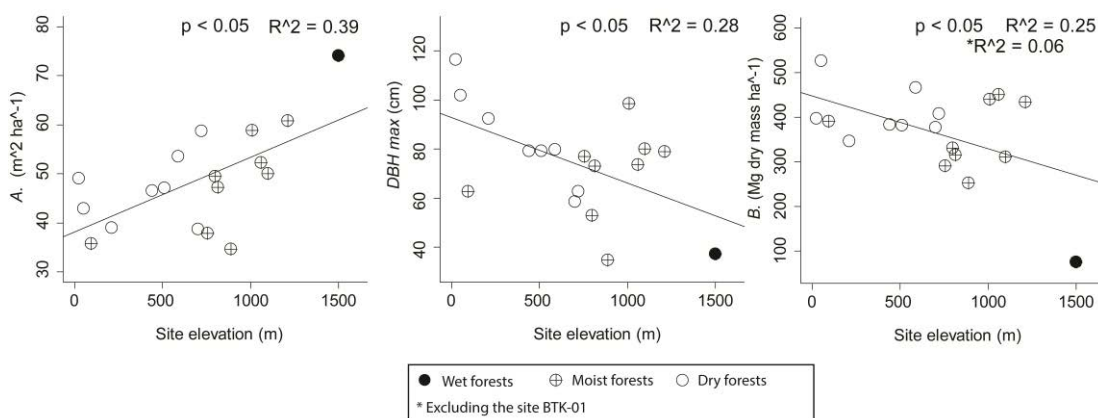 p < 0.05 R^2 = 0.39
A. (m^2 ha^-1)
80
70
60
50
40
30
0 500 1000 1500
Site elevation (m)
p < 0.05 R^2 = 0.28
DBH max (cm)
120
100
80
60
40
0 500 1000 1500
Site elevation (m)
p < 0.05 R^2 = 0.25
*R^2 = 0.06
B. (Mg dry mass ha^-1)
600
500
400
300
200
100
0 500 1000 1500
Site elevation (m)
Wet forests Moist forests Dry forests
* Excluding the site BTK-01